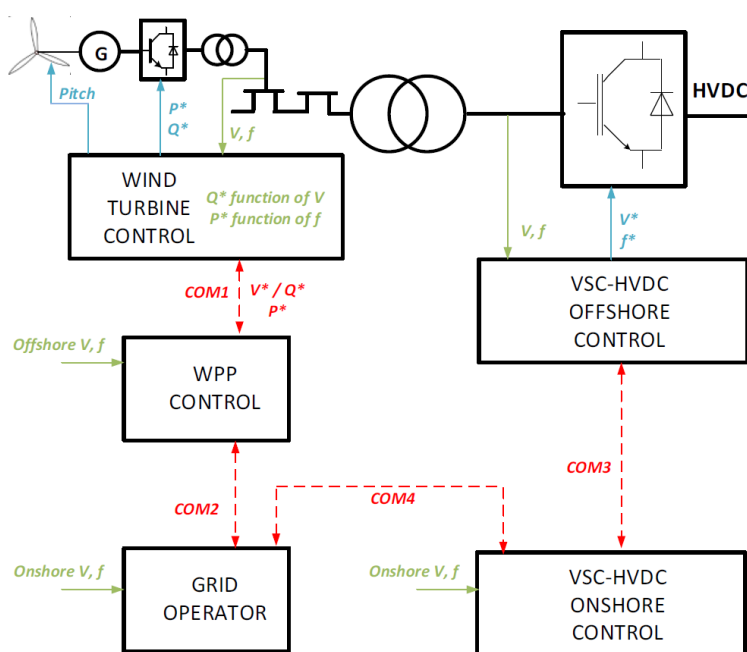 G
HVDC
Pitch
P*
Q*
V, f
WIND
TURBINE
CONTROL
Q* function of V
P* function of f
V, f
V*
f*
COM1
V* / Q*
P*
VSC-HVDC
OFFSHORE
CONTROL
Offshore V, f
WPP
CONTROL
COM2
COM4
COM3
Onshore V, f
GRID
OPERATOR
Onshore V, f
VSC-HVDC
ONSHORE
CONTROL